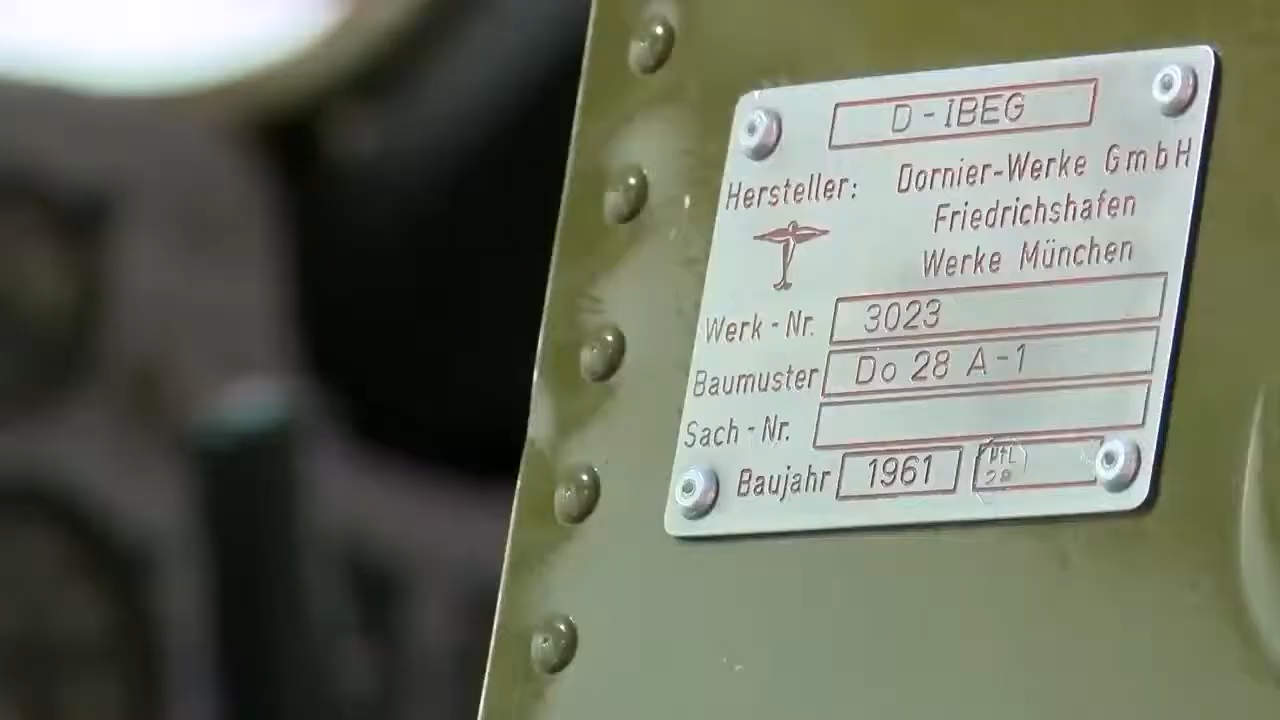 D-IBEG
Hersteller: Dornier-Werke GmbH
Friedrichshafen
Werke München
Werk-Nr. 3023
Baumuster Do 28 A-1
Sach-Nr.
Baujahr 1961
28